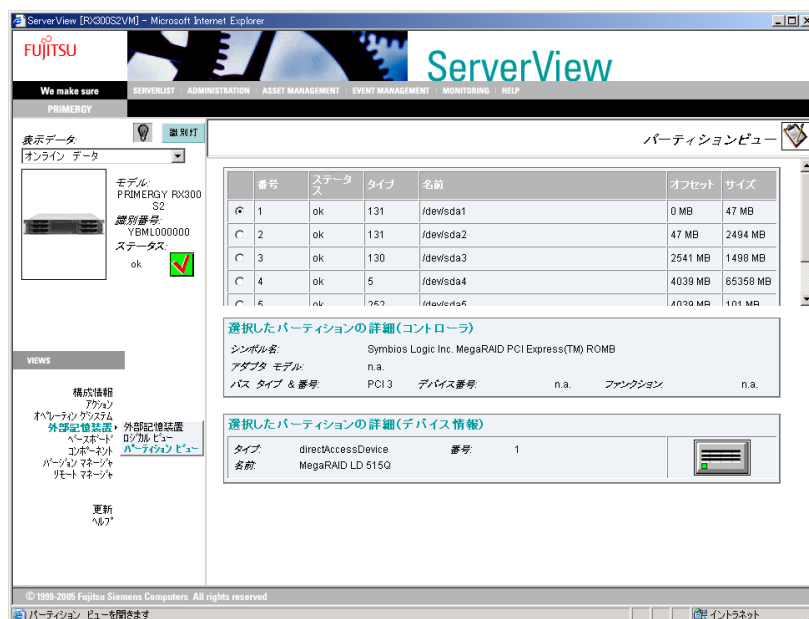 ServerView [RX300S2VM] - Microsoft Internet Explorer
FUJITSU
ServerView
We make sure
SERVERLIST | ADMINISTRATION | ASSET MANAGEMENT | EVENT MANAGEMENT | MONITORING | HELP
PRIMERGY
表示データ:
識別灯
オンライン データ
パーティションビュー
モデル:
PRIMERGY RX300 S2
識別番号:
YBML000000
ステータス:
ok
番号 ステータス タイプ 名前 オフセット サイズ
1 ok 131 /dev/sda1 0 MB 47 MB
2 ok 131 /dev/sda2 47 MB 2494 MB
3 ok 130 /dev/sda3 2541 MB 1498 MB
4 ok 5 /dev/sda4 4039 MB 65358 MB
5 ok 252 /dev/sda5 4039 MB 101 MB
選択したパーティションの詳細(コントローラ)
シンボル名: Symbios Logic Inc. MegaRAID PCI Express(TM) ROMB
アダプタ モデル: n.a.
バス タイプ & 番号: PCI 3 デバイス番号: n.a. ファンクション: n.a.
選択したパーティションの詳細(デバイス情報)
タイプ: directAccessDevice 番号: 1
名前: MegaRAID LD 515Q
VIEWS
構成情報
アクション
オペレーティングシステム
外部記憶装置
ベースボード
コンポーネント
バージョン マネージャ
リモート マネージャ
外部記憶装置
ロジカル ビュー
パーティション ビュー
更新
ヘルプ
©1999-2005 Fujitsu Siemens Computers All rights reserved
パーティション ビューを開きます
イントラネット